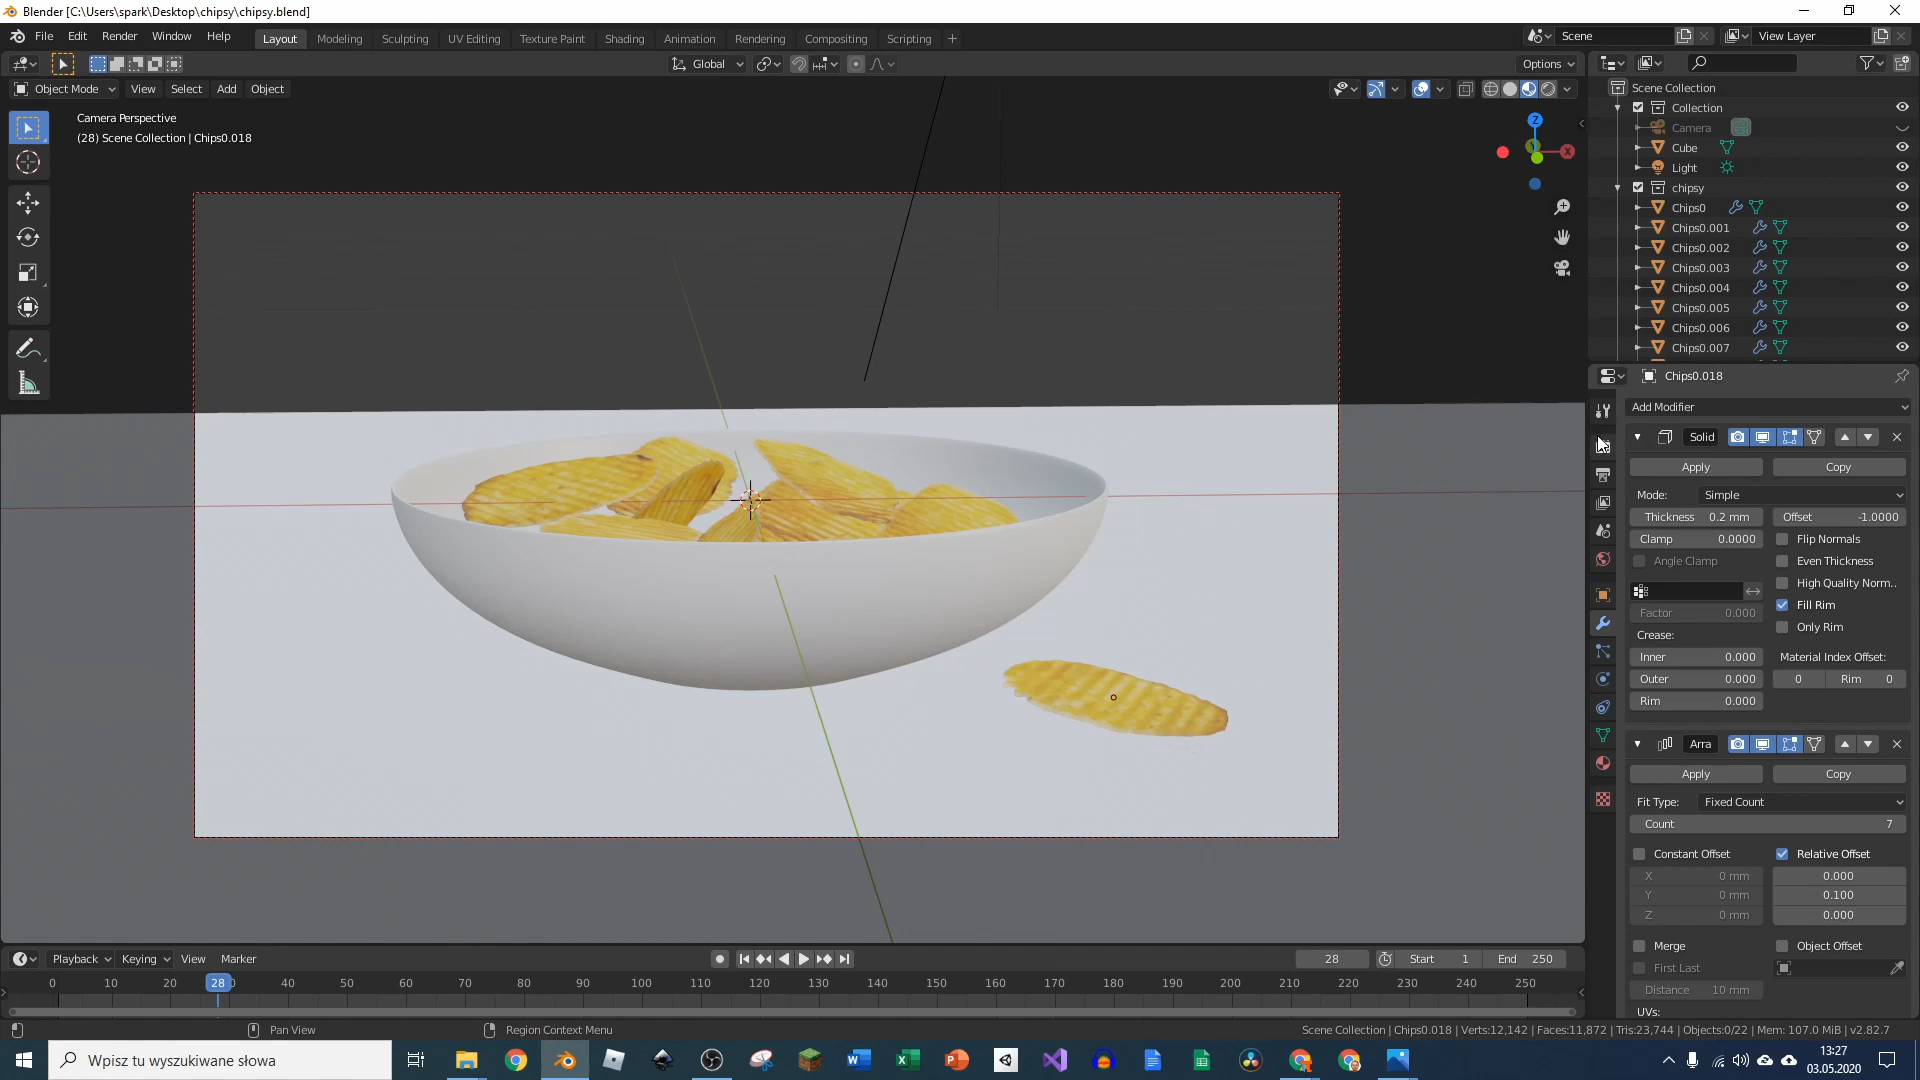 Blender [C:\Users\spark\Desktop\chipsy\chipsy.blend]
File Edit Render Window Help Layout Modeling Sculpting UV Editing Texture Paint Shading Animation Rendering Compositing Scripting Scene View Layer
Global Options
Object Mode View Select Add Object
Camera Perspective
(28) Scene Collection | Chips0.018
Z
X
Scene Collection
Collection
Camera
Cube
Light
chipsy
Chips0
Chips0.001
Chips0.002
Chips0.003
Chips0.004
Chips0.005
Chips0.006
Chips0.007
Chips0.018
Add Modifier
Solid
Apply Copy
Mode: Simple
Thickness 0.2 mm Offset -1.0000
Clamp 0.0000 Flip Normals
Angle Clamp Even Thickness
High Quality Norm..
Factor 0.000 Fill Rim
Crease: Only Rim
Inner 0.000 Material Index Offset:
Outer 0.000 0 Rim 0
Rim 0.000
Arra
Apply Copy
Fit Type: Fixed Count
Count 7
Constant Offset Relative Offset
X 0 mm 0.000
Y 0 mm 0.100
Z 0 mm 0.000
Merge Object Offset
First Last
Distance 10 mm
UVs:
Playback Keying View Marker 28 Start 1 End 250
0 10 20 28 40 50 60 70 80 90 100 110 120 130 140 150 160 170 180 190 200 210 220 230 240 250
Pan View Region Context Menu Scene Collection | Chips0.018 | Verts:12,142 | Faces:11,872 | Tris:23,744 | Objects:0/22 | Mem: 107.0 MiB | v2.82.7
Wpisz tu wyszukiwane słowa
13:27
03.05.2020